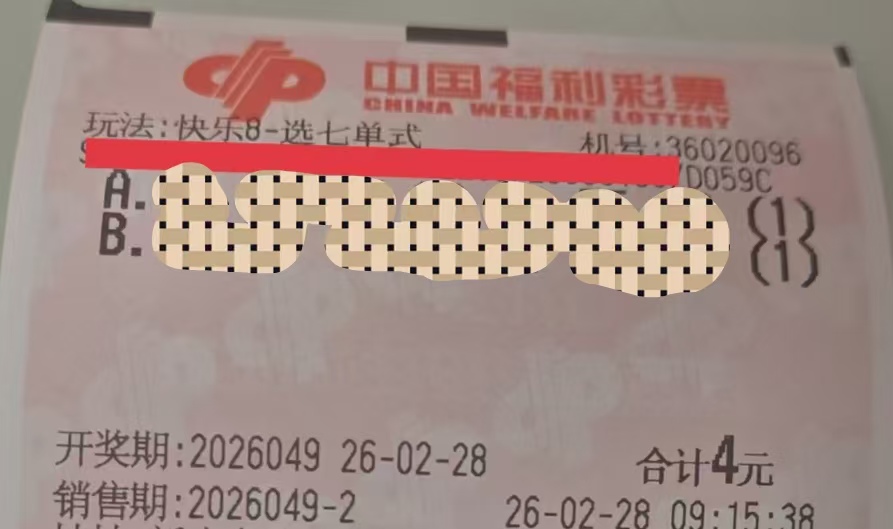 中国福利彩票
CHINA WELFARE LOTTERY
玩法:快乐8-选七单式 机号:36020096
D059C
A. {1}
B. {1}
开奖期:2026049 26-02-28 合计4元
销售期:2026049-2 26-02-28 09:15:38